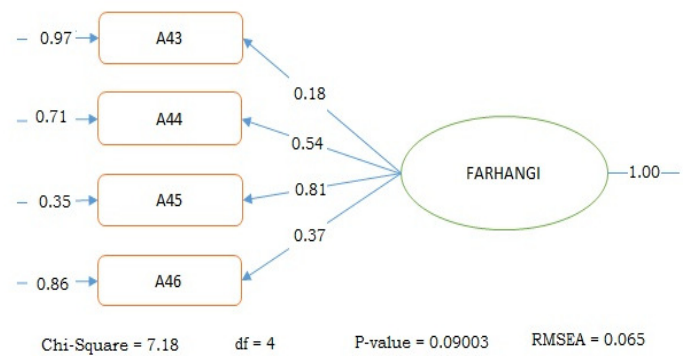 0.97 A43
0.18
0.71 A44
0.54
FARHANGI 1.00
0.81
0.35 A45
0.37
0.86 A46
Chi-Square = 7.18 df = 4 P-value = 0.09003 RMSEA = 0.065